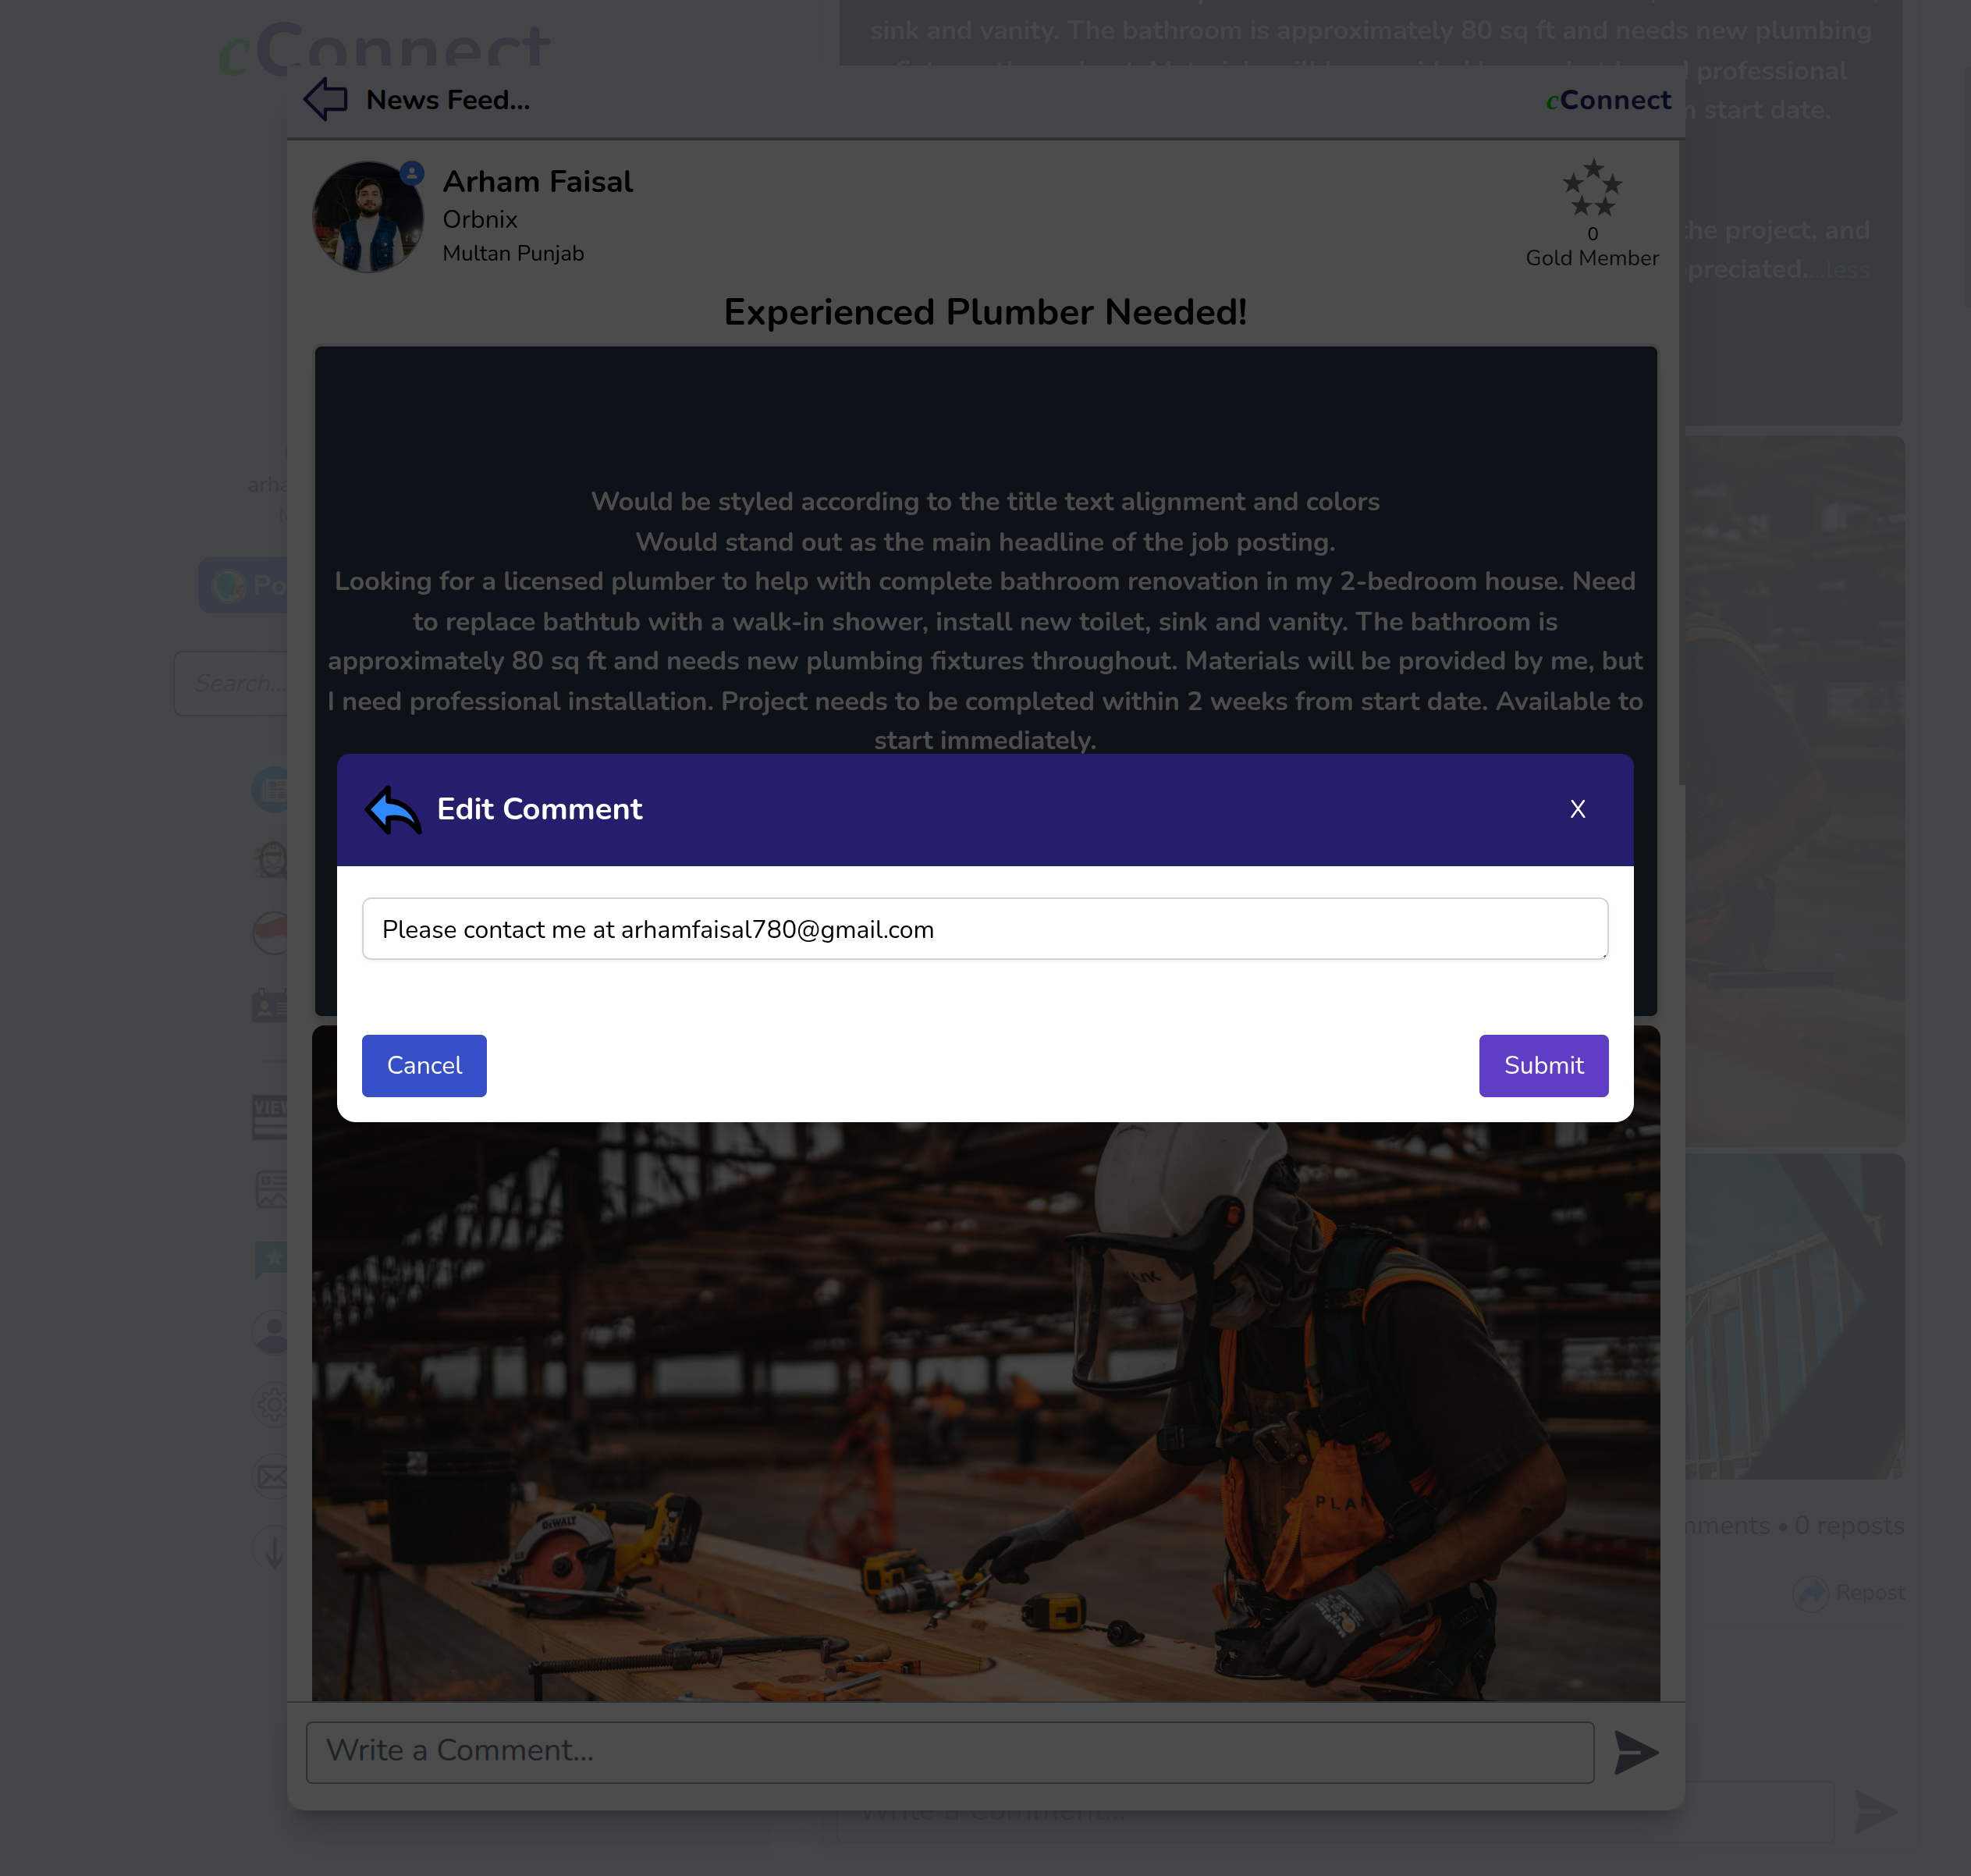 cConnect
sink and vanity. The bathroom is approximately 80 sq ft and needs new plumbing
professional
start date.
the project, and
preciated...less
News Feed...
cConnect
Arham Faisal
Orbnix
Multan Punjab
0
Gold Member
Experienced Plumber Needed!
Would be styled according to the title text alignment and colors
Would stand out as the main headline of the job posting.
Looking for a licensed plumber to help with complete bathroom renovation in my 2-bedroom house. Need
to replace bathtub with a walk-in shower, install new toilet, sink and vanity. The bathroom is
approximately 80 sq ft and needs new plumbing fixtures throughout. Materials will be provided by me, but
I need professional installation. Project needs to be completed within 2 weeks from start date. Available to
start immediately.
arha
Po
Search...
VIEW
Edit Comment
X
Please contact me at arhamfaisal780@gmail.com
Cancel
Submit
DEWALT
PLAN
mments • 0 reposts
Repost
Write a Comment...
Write a Comment...